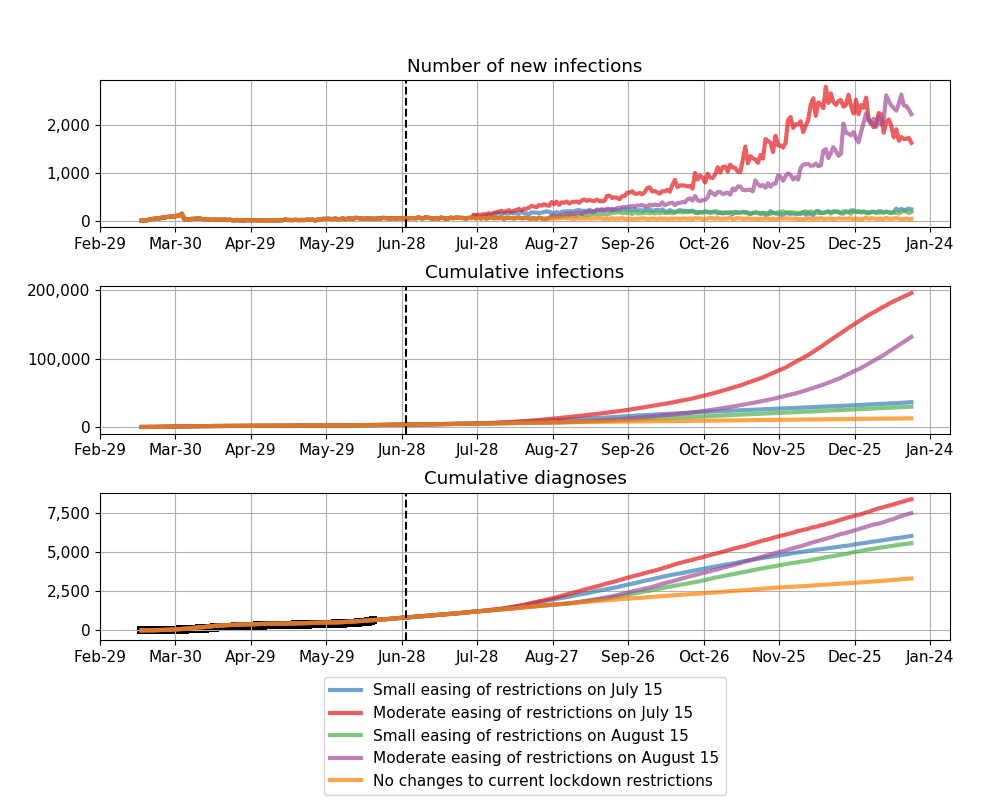 Number of new infections
2,000
1,000
0
Feb-29 Mar-30 Apr-29 May-29 Jun-28 Jul-28 Aug-27 Sep-26 Oct-26 Nov-25 Dec-25 Jan-24
Cumulative infections
200,000
100,000
0
Feb-29 Mar-30 Apr-29 May-29 Jun-28 Jul-28 Aug-27 Sep-26 Oct-26 Nov-25 Dec-25 Jan-24
Cumulative diagnoses
7,500
5,000
2,500
0
Feb-29 Mar-30 Apr-29 May-29 Jun-28 Jul-28 Aug-27 Sep-26 Oct-26 Nov-25 Dec-25 Jan-24
Small easing of restrictions on July 15
Moderate easing of restrictions on July 15
Small easing of restrictions on August 15
Moderate easing of restrictions on August 15
No changes to current lockdown restrictions